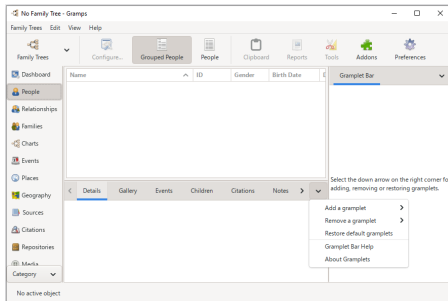 No Family Tree - Gramps
Family Trees Edit View Help
Family Trees Configure... Grouped People People Clipboard Reports Tools Addons Preferences
Dashboard
People
Relationships
Families
Charts
Events
Places
Geography
Sources
Citations
Repositories
Media
Category
Name ID Gender Birth Date
Gramplet Bar
Select the down arrow on the right corner fo
adding, removing or restoring gramplets.
Details Gallery Events Children Citations Notes
Add a gramplet
Remove a gramplet
Restore default gramplets
Gramplet Bar Help
About Gramplets
No active object